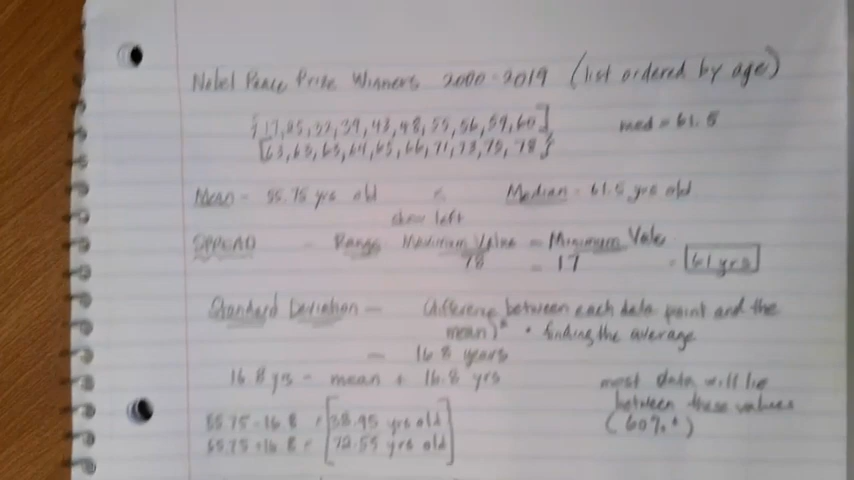 Nobel Peace Prize Winners 2000-2019 (list ordered by age)
{17, 25, 32, 39, 43, 48, 55, 56, 59, 60] med = 61.5
[63, 63, 63, 64, 65, 66, 71, 73, 75, 78}
Mean = 55.75 yrs old < Median = 61.5 yrs old
skew left
SPREAD - Range Maximum Value - Minimum Value
78 - 17 = [61 yrs]
Standard Deviation - (difference between each data point and the
mean)² · finding the average
- 16.8 years
16.8 yrs - mean + 16.8 yrs
most data will lie
between these values
(60%+)
55.75 - 16.8 = [38.95 yrs old]
55.75 + 16.8 = [72.55 yrs old]